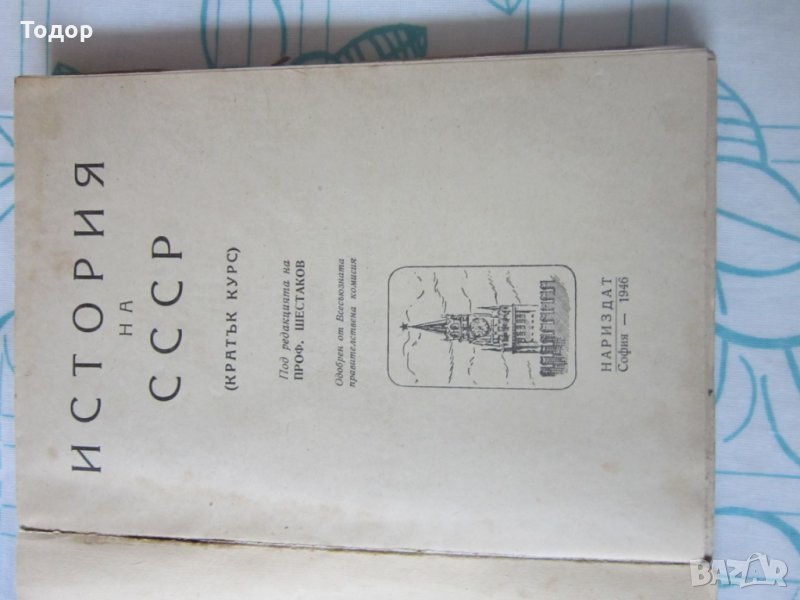 Тодор
ИСТОРИЯ
НА
СССР
(КРАТЪК КУРС)
Под редакцията на
ПРОФ. ШЕСТАКОВ
Одобрен от Всесъюзната
правителствена комисия
НАРИЗДАТ
София — 1946
BAZAR